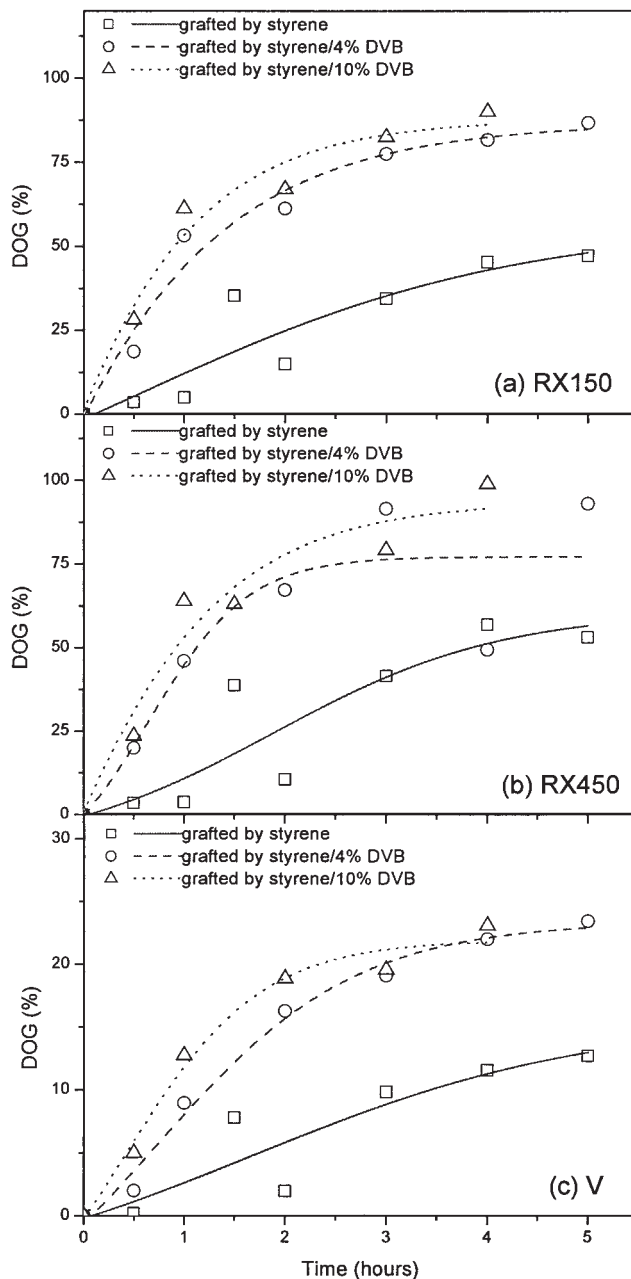 grafted by styrene
grafted by styrene/4% DVB
grafted by styrene/10% DVB
100
75
50
25
0
DOG (%)
(a) RX150
grafted by styrene
grafted by styrene/4% DVB
grafted by styrene/10% DVB
100
75
50
25
0
DOG (%)
(b) RX450
grafted by styrene
grafted by styrene/4% DVB
grafted by styrene/10% DVB
30
20
10
0
DOG (%)
(c) V
0 1 2 3 4 5
Time (hours)